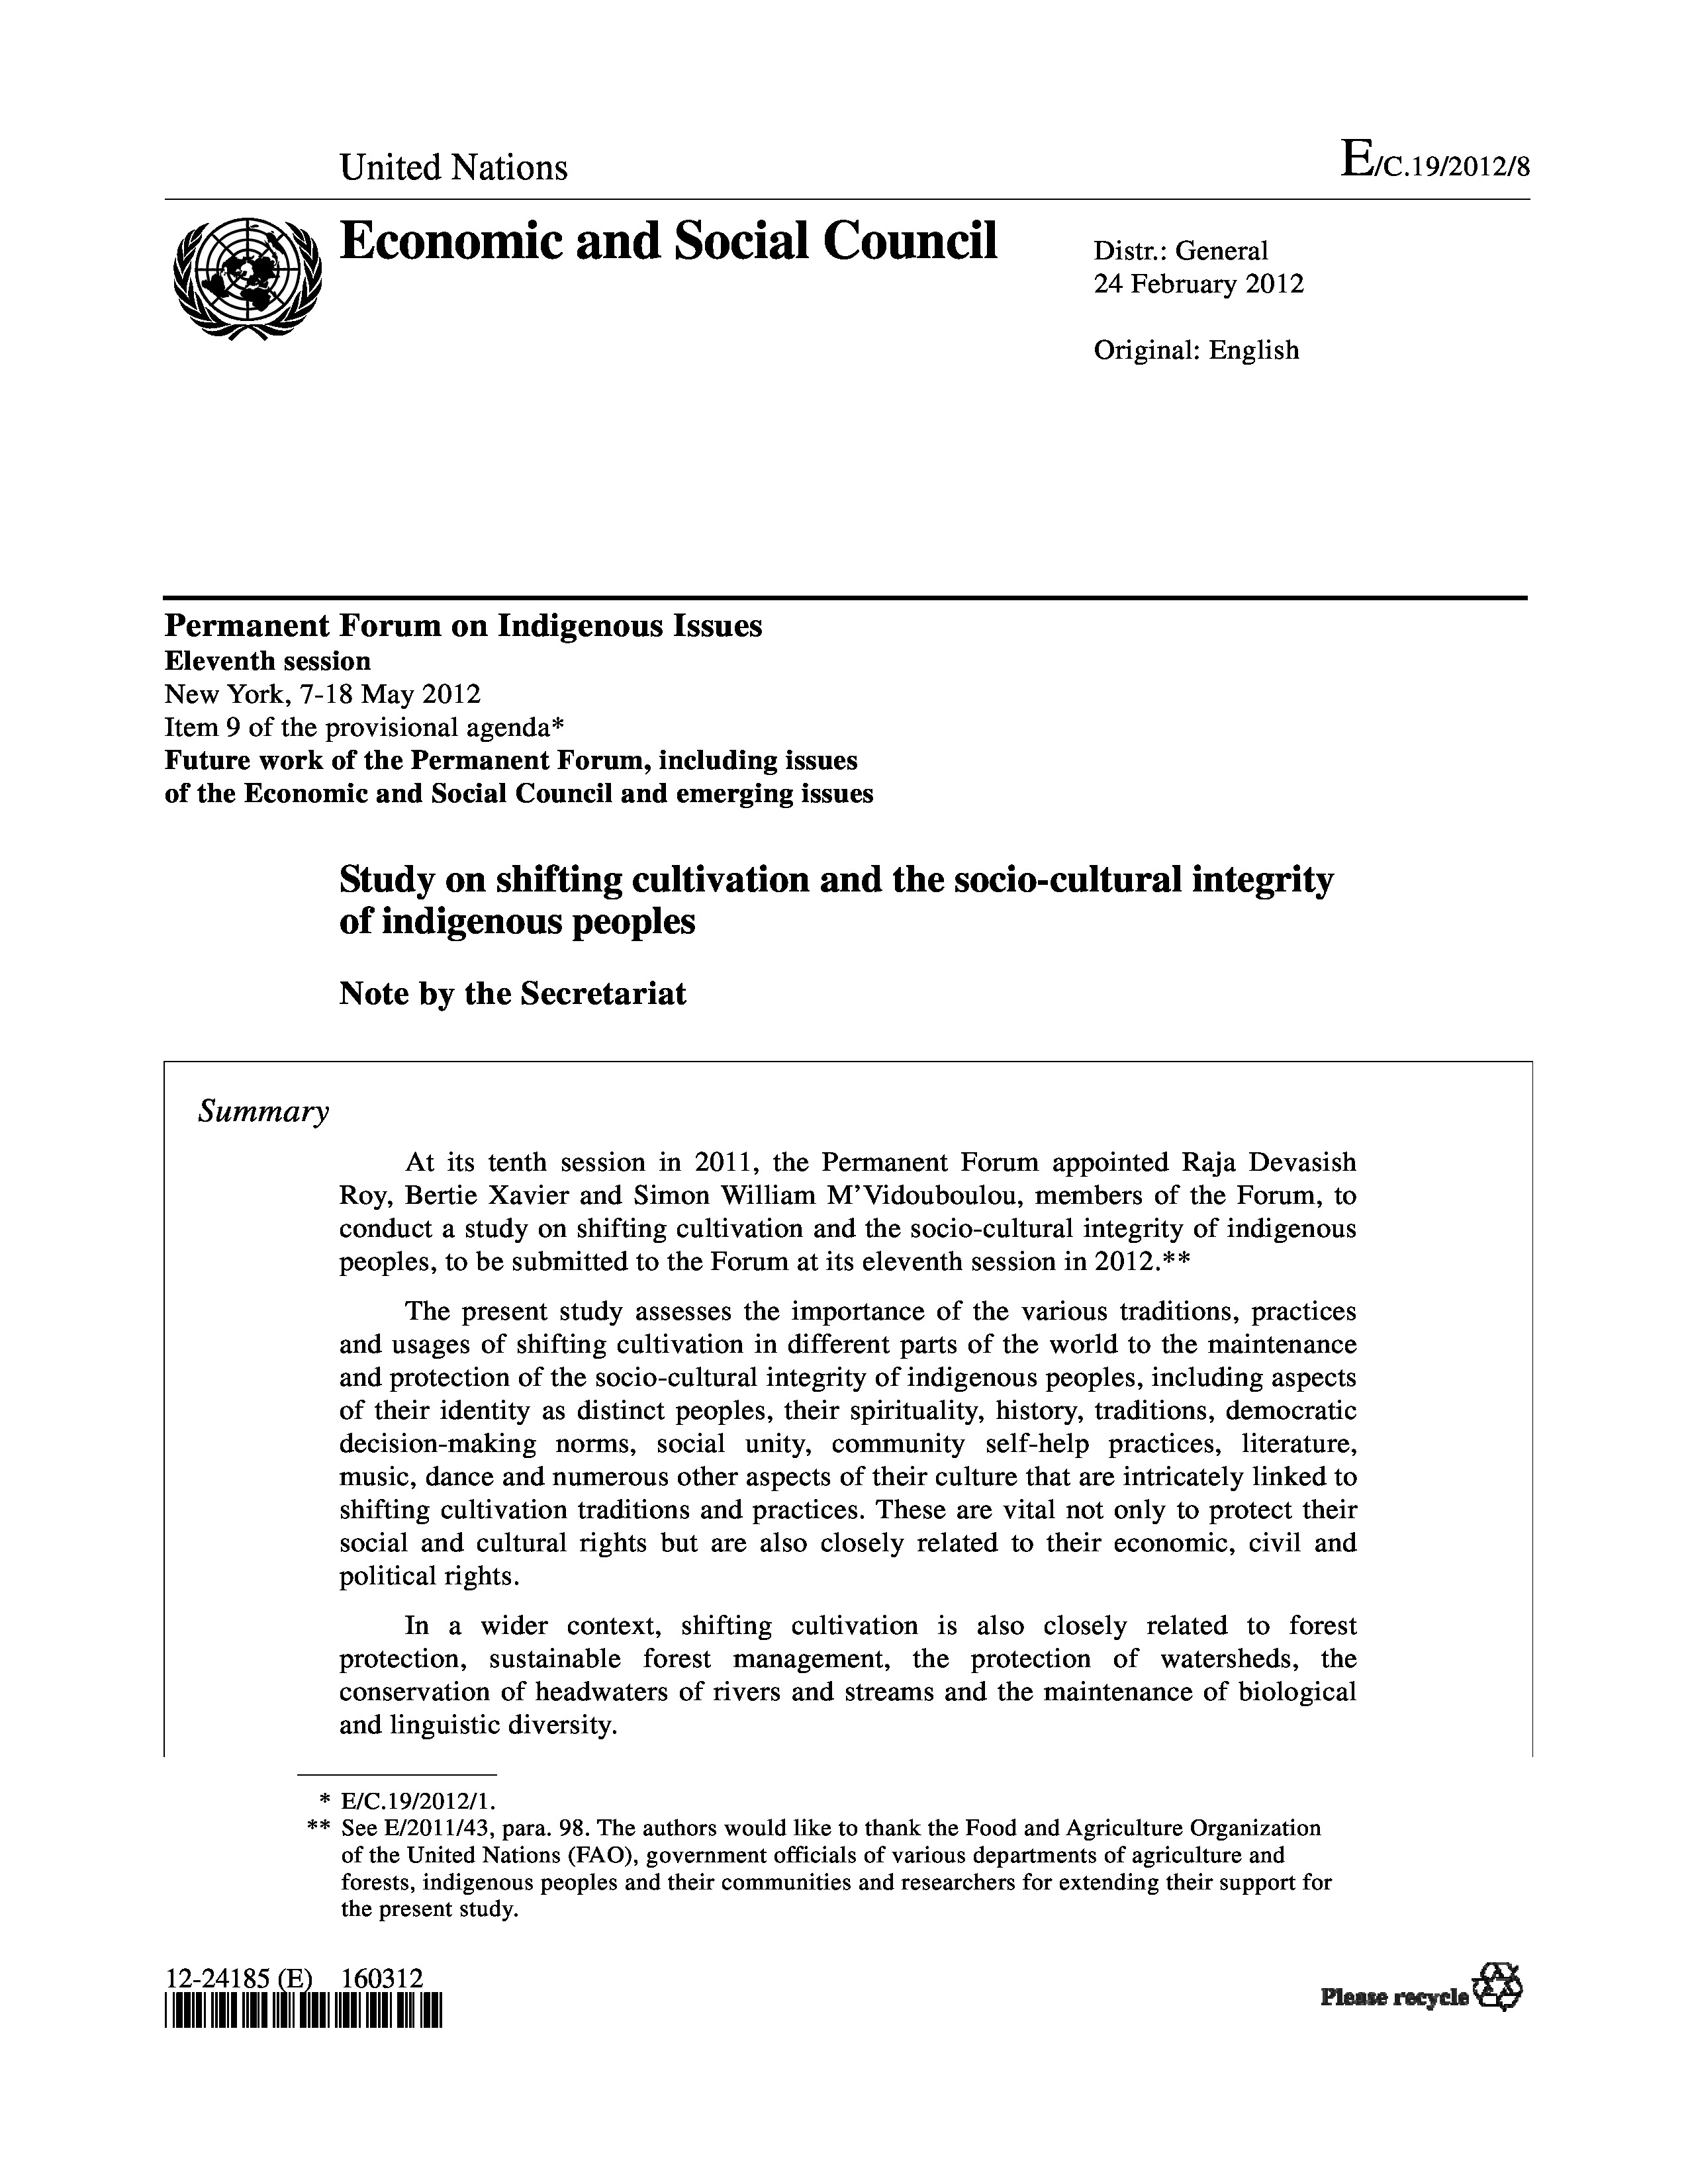 United Nations
E/C.19/2012/8
Economic and Social Council
Distr.: General
24 February 2012
Original: English
Permanent Forum on Indigenous Issues
Eleventh session
New York, 7-18 May 2012
Item 9 of the provisional agenda*
Future work of the Permanent Forum, including issues
of the Economic and Social Council and emerging issues
Study on shifting cultivation and the socio-cultural integrity
of indigenous peoples
Note by the Secretariat
Summary
At its tenth session in 2011, the Permanent Forum appointed Raja Devasish
Roy, Bertie Xavier and Simon William M’Vidouboulou, members of the Forum, to
conduct a study on shifting cultivation and the socio-cultural integrity of indigenous
peoples, to be submitted to the Forum at its eleventh session in 2012.**
The present study assesses the importance of the various traditions, practices
and usages of shifting cultivation in different parts of the world to the maintenance
and protection of the socio-cultural integrity of indigenous peoples, including aspects
of their identity as distinct peoples, their spirituality, history, traditions, democratic
decision-making norms, social unity, community self-help practices, literature,
music, dance and numerous other aspects of their culture that are intricately linked to
shifting cultivation traditions and practices. These are vital not only to protect their
social and cultural rights but are also closely related to their economic, civil and
political rights.
In a wider context, shifting cultivation is also closely related to forest
protection, sustainable forest management, the protection of watersheds, the
conservation of headwaters of rivers and streams and the maintenance of biological
and linguistic diversity.
* E/C.19/2012/1.
** See E/2011/43, para. 98. The authors would like to thank the Food and Agriculture Organization
of the United Nations (FAO), government officials of various departments of agriculture and
forests, indigenous peoples and their communities and researchers for extending their support for
the present study.
12-24185 (E) 160312
Please recycle